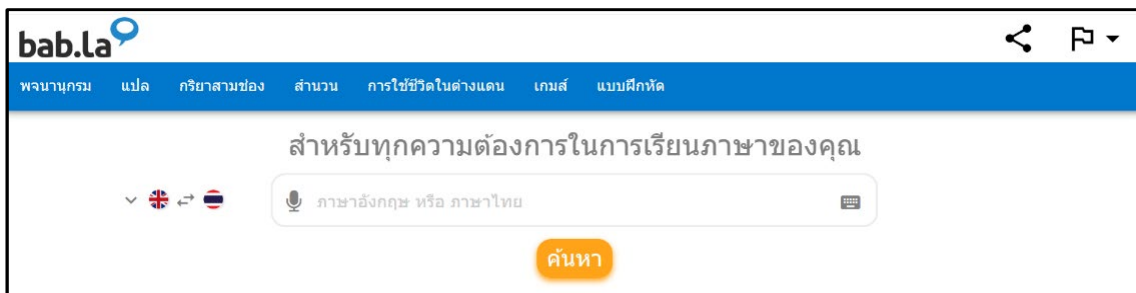 bab.la
พจนานุกรม แปล กริยาสามช่อง สำนวน การใช้ชีวิตในต่างแดน เกมส์ แบบฝึกหัด
สำหรับทุกความต้องการในการเรียนภาษาของคุณ
ภาษาอังกฤษ หรือ ภาษาไทย
ค้นหา